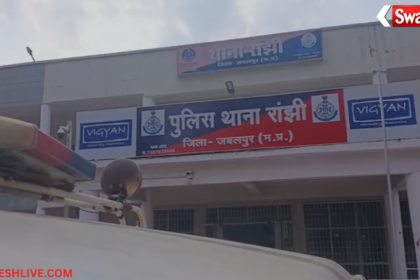 Swa
थाना रांझी
जिला- जबलपुर (म.प्र.)
VIGYAN
पुलिस थाना रांझी
जिला- जबलपुर (म.प्र.)
VIGYAN
ESHLIVE.COM